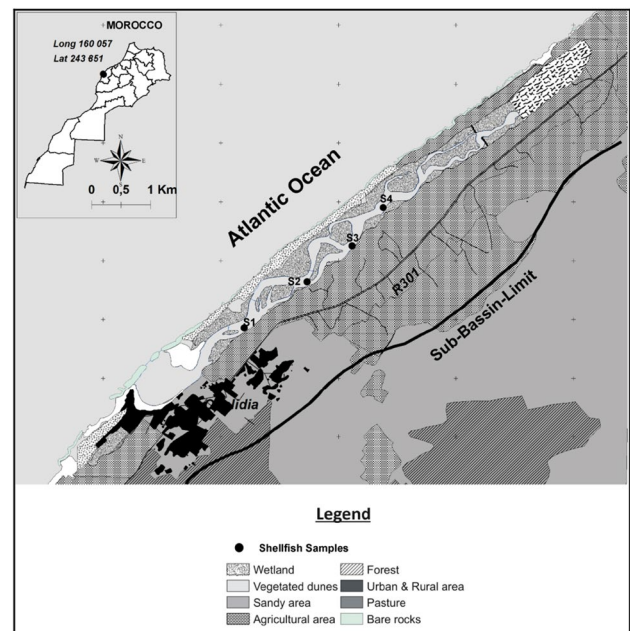 MOROCCO
Long 160 057
Lat 243 651
N
W E
S
0 0,5 1 Km
Atlantic Ocean
S4
S3
S2
S1
R301
Sub-Bassin-Limit
lidia
Legend
Shellfish Samples
Wetland
Forest
Vegetated dunes
Urban & Rural area
Sandy area
Pasture
Agricultural area
Bare rocks